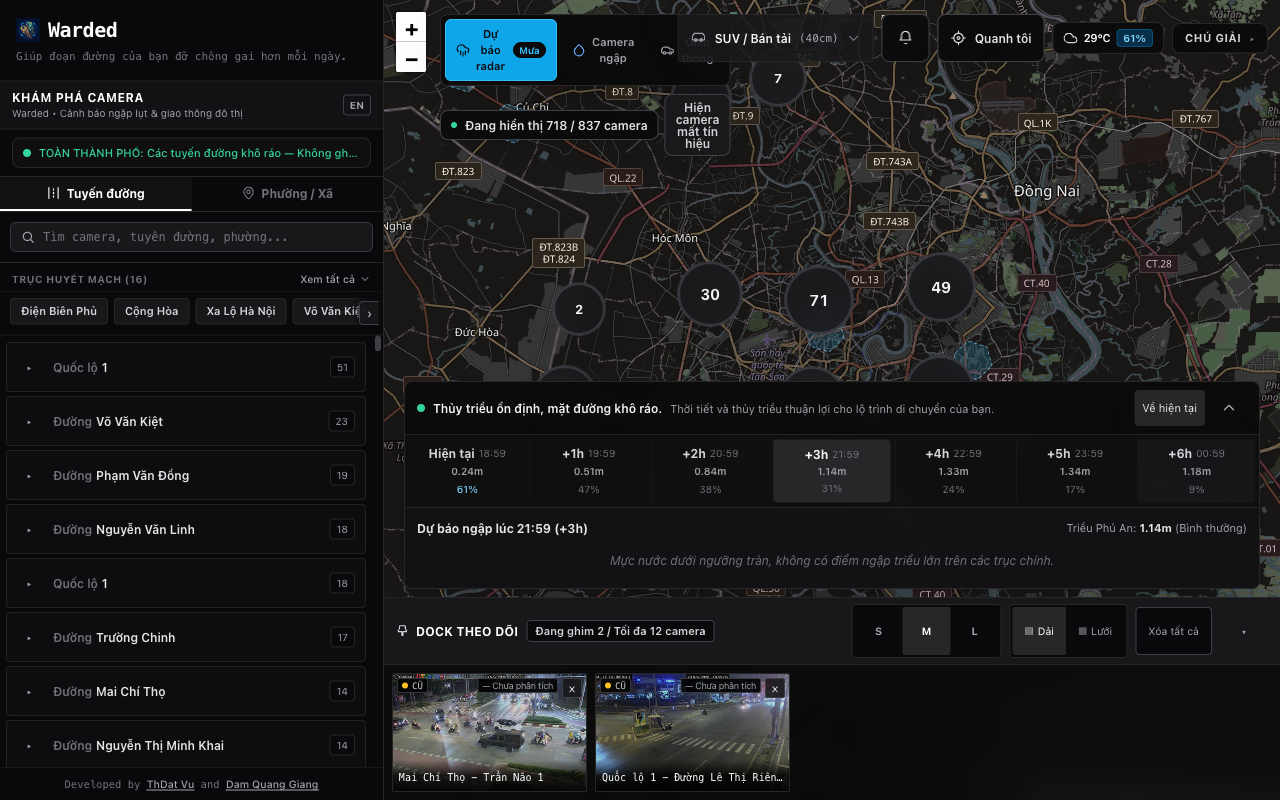 Warded
Giúp đoạn đường của bạn đỡ chông gai hơn mỗi ngày.
KHÁM PHÁ CAMERA
Warded • Cảnh báo ngập lụt & giao thông đô thị
EN
TOÀN THÀNH PHỐ: Các tuyến đường khô ráo — Không gh...
Tuyến đường
Phường / Xã
Tìm camera, tuyên đường, phường...
TRỤC HUYẾT MẠCH (16)
Xem tất cả
Điện Biên Phủ
Cộng Hòa
Xa Lộ Hà Nội
Võ Văn Kiệ
Quốc lộ 1
51
Đường Võ Văn Kiệt
23
Đường Phạm Văn Đồng
19
Đường Nguyễn Văn Linh
18
Quốc lộ 1
18
Đường Trường Chinh
17
Đường Mai Chí Thọ
14
Đường Nguyễn Thị Minh Khai
14
Developed by ThDat Vu and Dam Quang Giang
+
−
Dự báo radar
Mưa
Camera ngập
SUV / Bán tải (40cm)
Quanh tôi
29°C
61%
CHÚ GIẢI
Đang hiển thị 718 / 837 camera
Hiện camera mất tín hiệu
7
Củ Chi
ĐT.8
ĐT.9
QL.1K
ĐT.767
ĐT.823
QL.22
ĐT.743A
Đồng Nai
ĐT.743B
Nghĩa
Hóc Môn
ĐT.823B
ĐT.824
CT.28
QL.13
CT.40
30
71
49
2
Đức Hòa
Sân bay
quốc tế
Tân Sơn
CT.29
Thủy triều ổn định, mặt đường khô ráo.
Thời tiết và thủy triều thuận lợi cho lộ trình di chuyển của bạn.
Về hiện tại
Hiện tại 18:59
0.24m
61%
+1h 19:59
0.51m
47%
+2h 20:59
0.84m
38%
+3h 21:59
1.14m
31%
+4h 22:59
1.33m
24%
+5h 23:59
1.34m
17%
+6h 00:59
1.18m
9%
Dự báo ngập lúc 21:59 (+3h)
Triều Phú An: 1.14m (Bình thường)
Mực nước dưới ngưỡng tràn, không có điểm ngập triều lớn trên các trục chính.
T.01
CT.40
DOCK THEO DÕI
Đang ghim 2 / Tối đa 12 camera
S
M
L
Dải
Lưới
Xóa tất cả
CŨ
— Chưa phân tích
x
Mai Chí Thọ – Trần Não 1
CŨ
— Chưa phân tích
x
Quốc lộ 1 – Đường Lê Thị Riên…